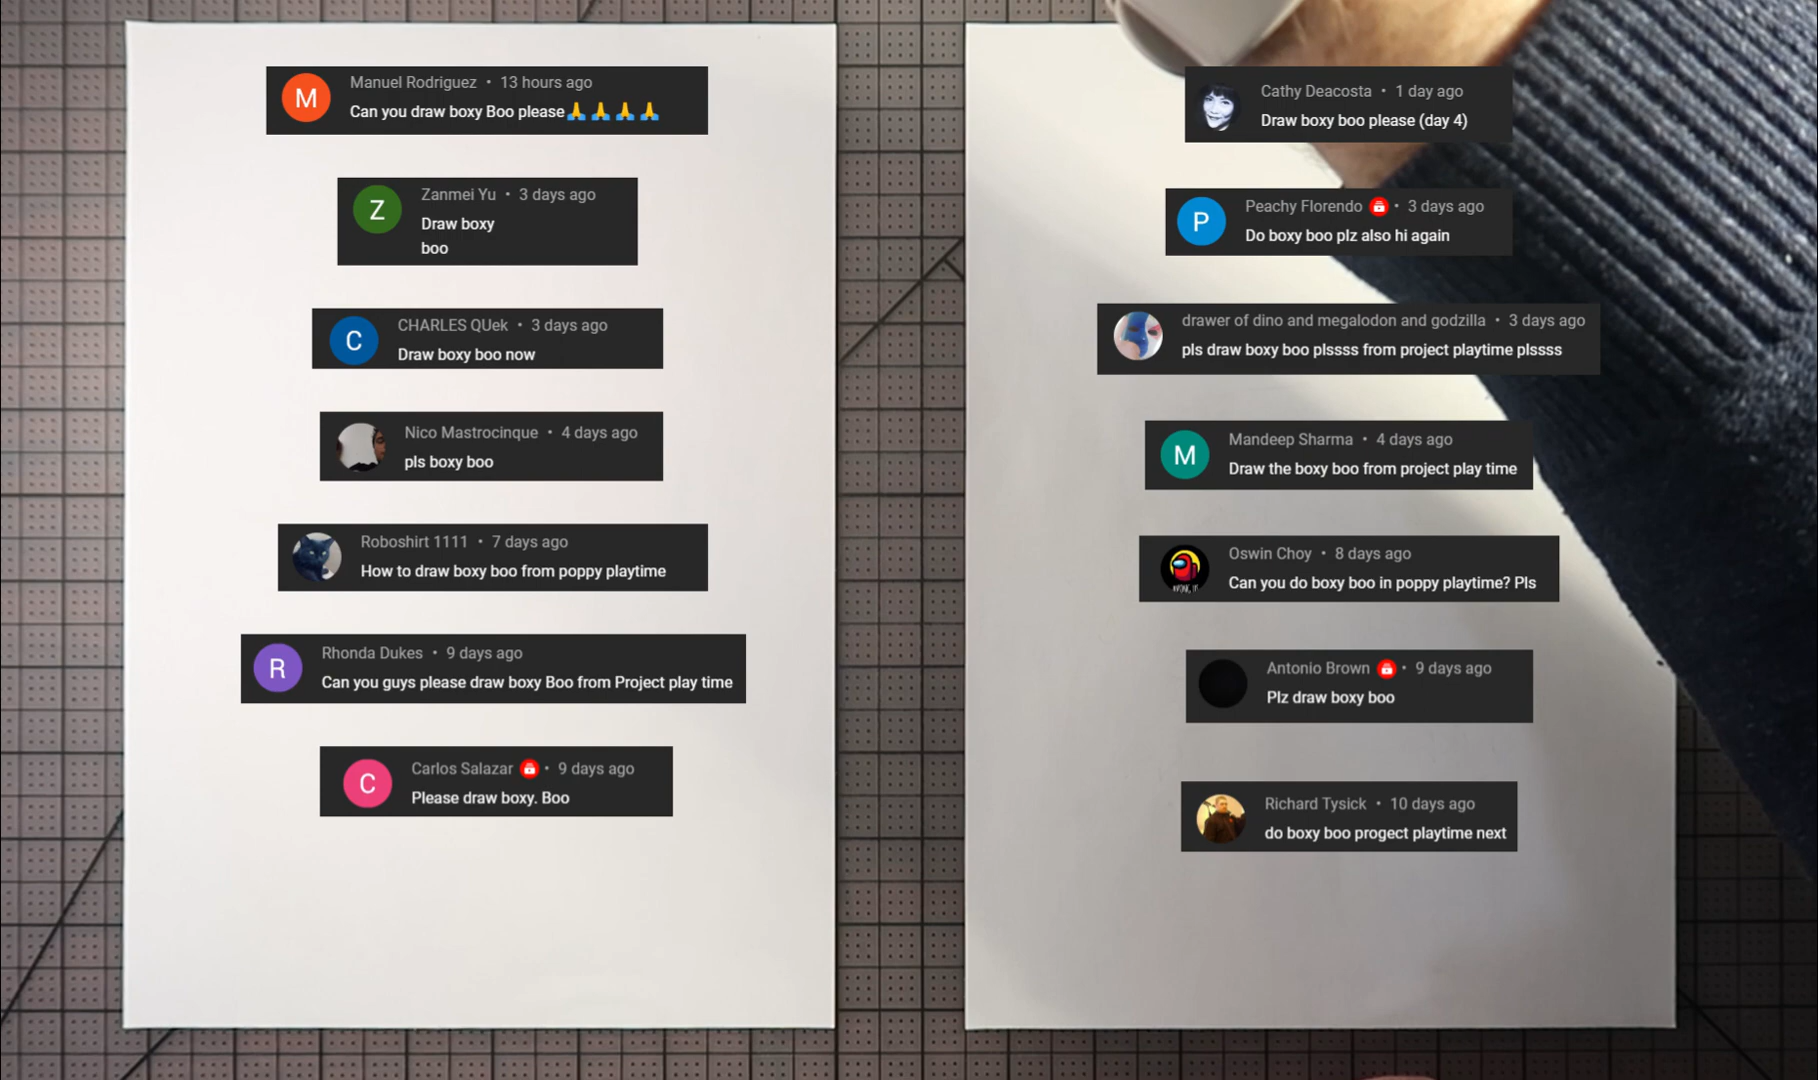 Manuel Rodriguez • 13 hours ago
Can you draw boxy Boo please🙏🙏🙏🙏
Zanmei Yu • 3 days ago
Draw boxy
boo
CHARLES QUek • 3 days ago
Draw boxy boo now
Nico Mastrocinque • 4 days ago
pls boxy boo
Roboshirt 1111 • 7 days ago
How to draw boxy boo from poppy playtime
Rhonda Dukes • 9 days ago
Can you guys please draw boxy Boo from Project play time
Carlos Salazar • 9 days ago
Please draw boxy. Boo
Cathy Deacosta • 1 day ago
Draw boxy boo please (day 4)
Peachy Florendo • 3 days ago
Do boxy boo plz also hi again
drawer of dino and megalodon and godzilla • 3 days ago
pls draw boxy boo plssss from project playtime plssss
Mandeep Sharma • 4 days ago
Draw the boxy boo from project play time
Oswin Choy • 8 days ago
Can you do boxy boo in poppy playtime? Pls
Antonio Brown • 9 days ago
Plz draw boxy boo
Richard Tysick • 10 days ago
do boxy boo progect playtime next
M
Z
C
R
C
P
M